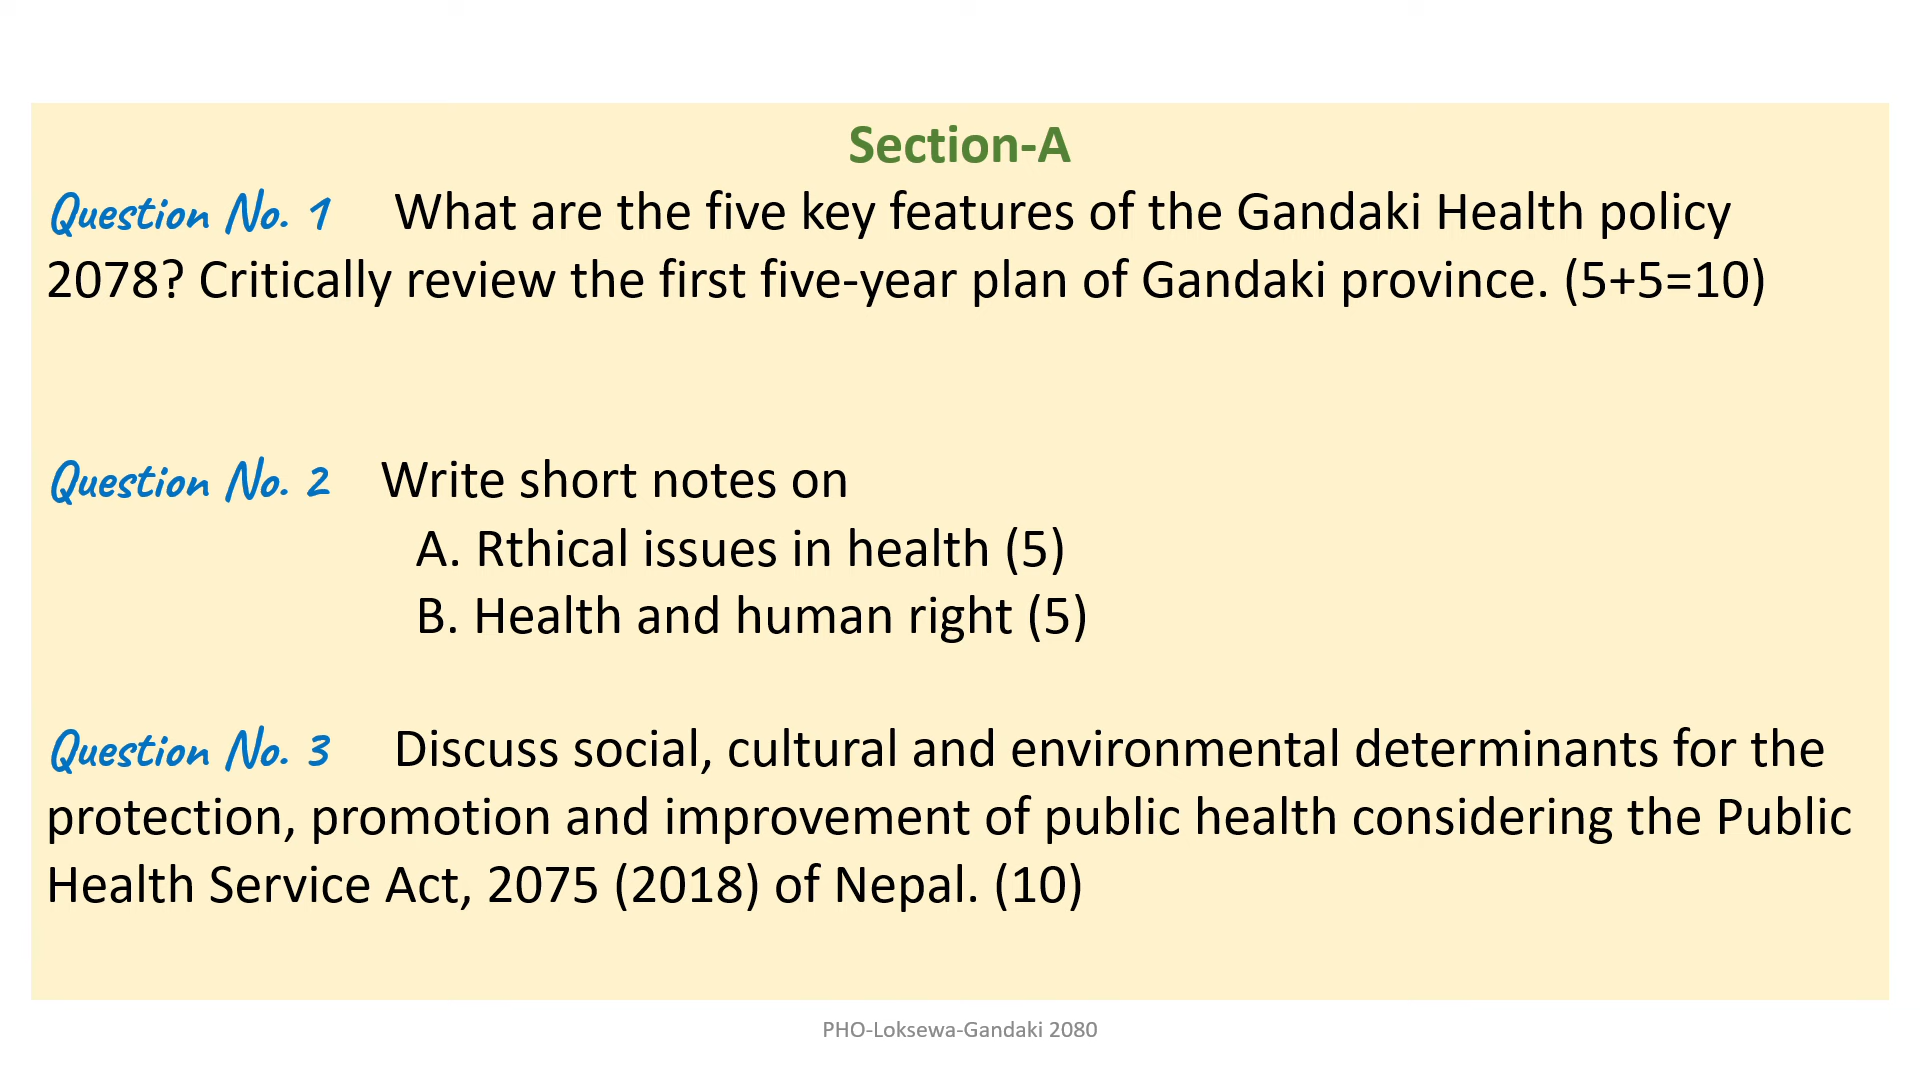 Section-A
Question No. 1 What are the five key features of the Gandaki Health policy
2078? Critically review the first five-year plan of Gandaki province. (5+5=10)
Question No. 2 Write short notes on
A. Rthical issues in health (5)
B. Health and human right (5)
Question No. 3 Discuss social, cultural and environmental determinants for the
protection, promotion and improvement of public health considering the Public
Health Service Act, 2075 (2018) of Nepal. (10)
PHO-Loksewa-Gandaki 2080